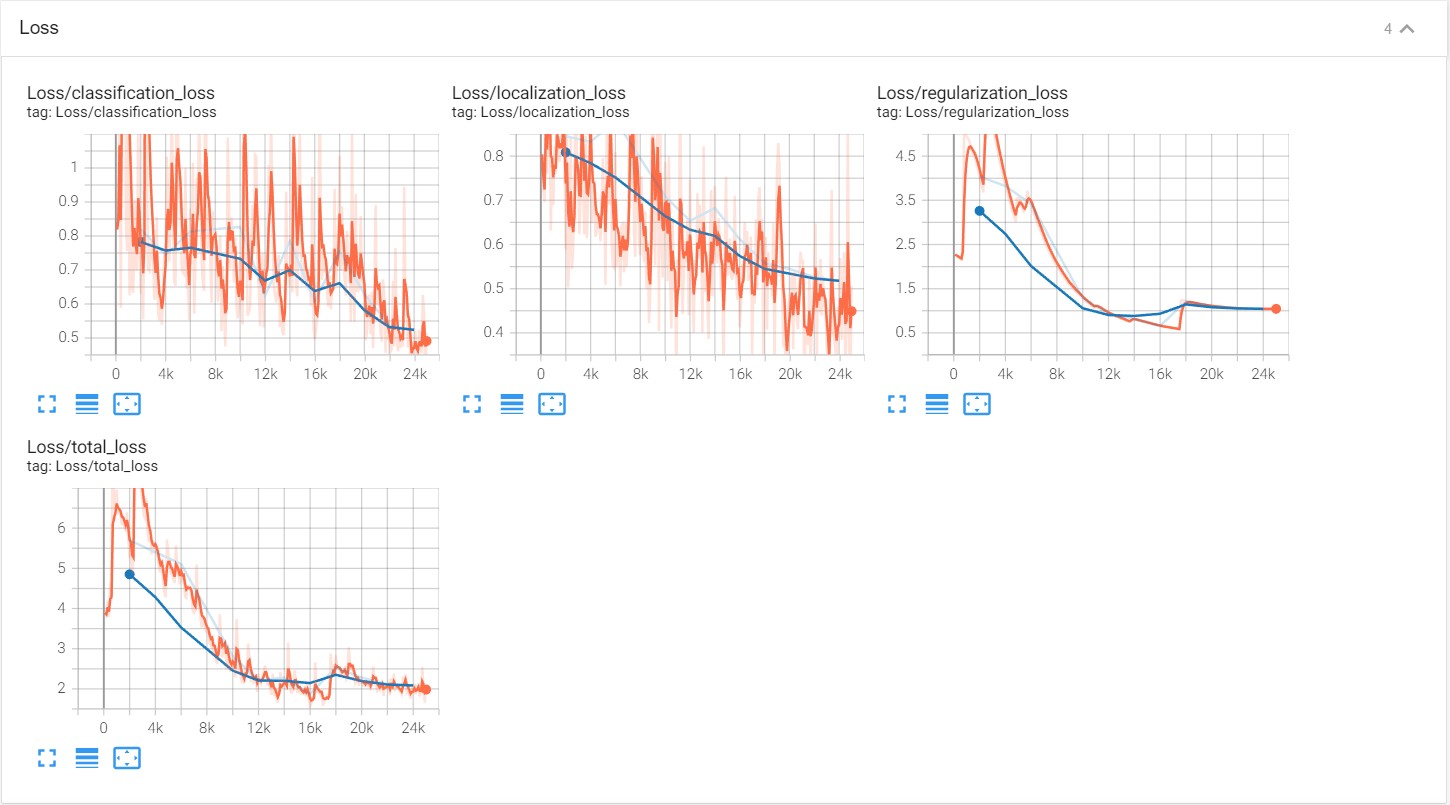 Loss
4
Loss/classification_loss
tag: Loss/classification_loss
1
0.9
0.8
0.7
0.6
0.5
0 4k 8k 12k 16k 20k 24k
Loss/localization_loss
tag: Loss/localization_loss
0.8
0.7
0.6
0.5
0.4
0 4k 8k 12k 16k 20k 24k
Loss/regularization_loss
tag: Loss/regularization_loss
4.5
3.5
2.5
1.5
0.5
0 4k 8k 12k 16k 20k 24k
Loss/total_loss
tag: Loss/total_loss
6
5
4
3
2
0 4k 8k 12k 16k 20k 24k